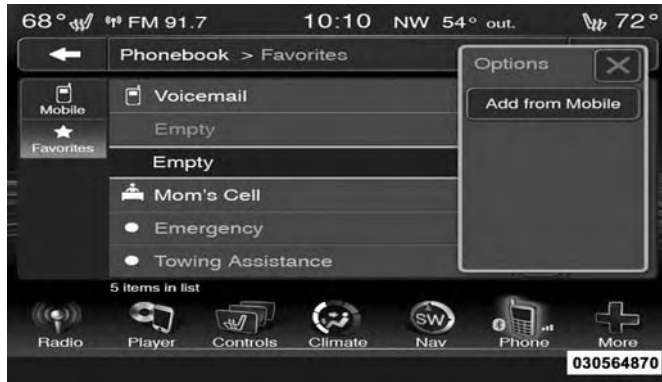 68° FM 91.7 10:10 NW 54° out. 72°
Phonebook > Favorites
Options
Mobile
Voicemail
Add from Mobile
Empty
Favorites
Empty
Mom's Cell
Emergency
Towing Assistance
5 items in list
SW
Radio Player Controls Climate Nav Phone More
030564870